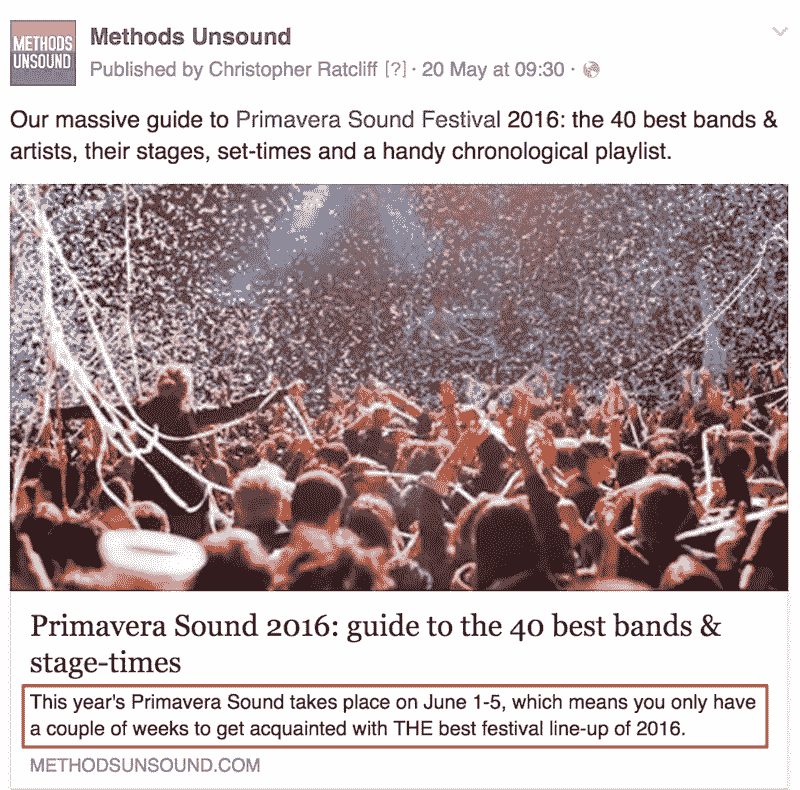 METHODS
UNSOUND
Methods Unsound
Published by Christopher Ratcliff [?] · 20 May at 09:30 ·
Our massive guide to Primavera Sound Festival 2016: the 40 best bands &
artists, their stages, set-times and a handy chronological playlist.
Primavera Sound 2016: guide to the 40 best bands &
stage-times
This year's Primavera Sound takes place on June 1-5, which means you only have
a couple of weeks to get acquainted with THE best festival line-up of 2016.
METHODSUNSOUND.COM